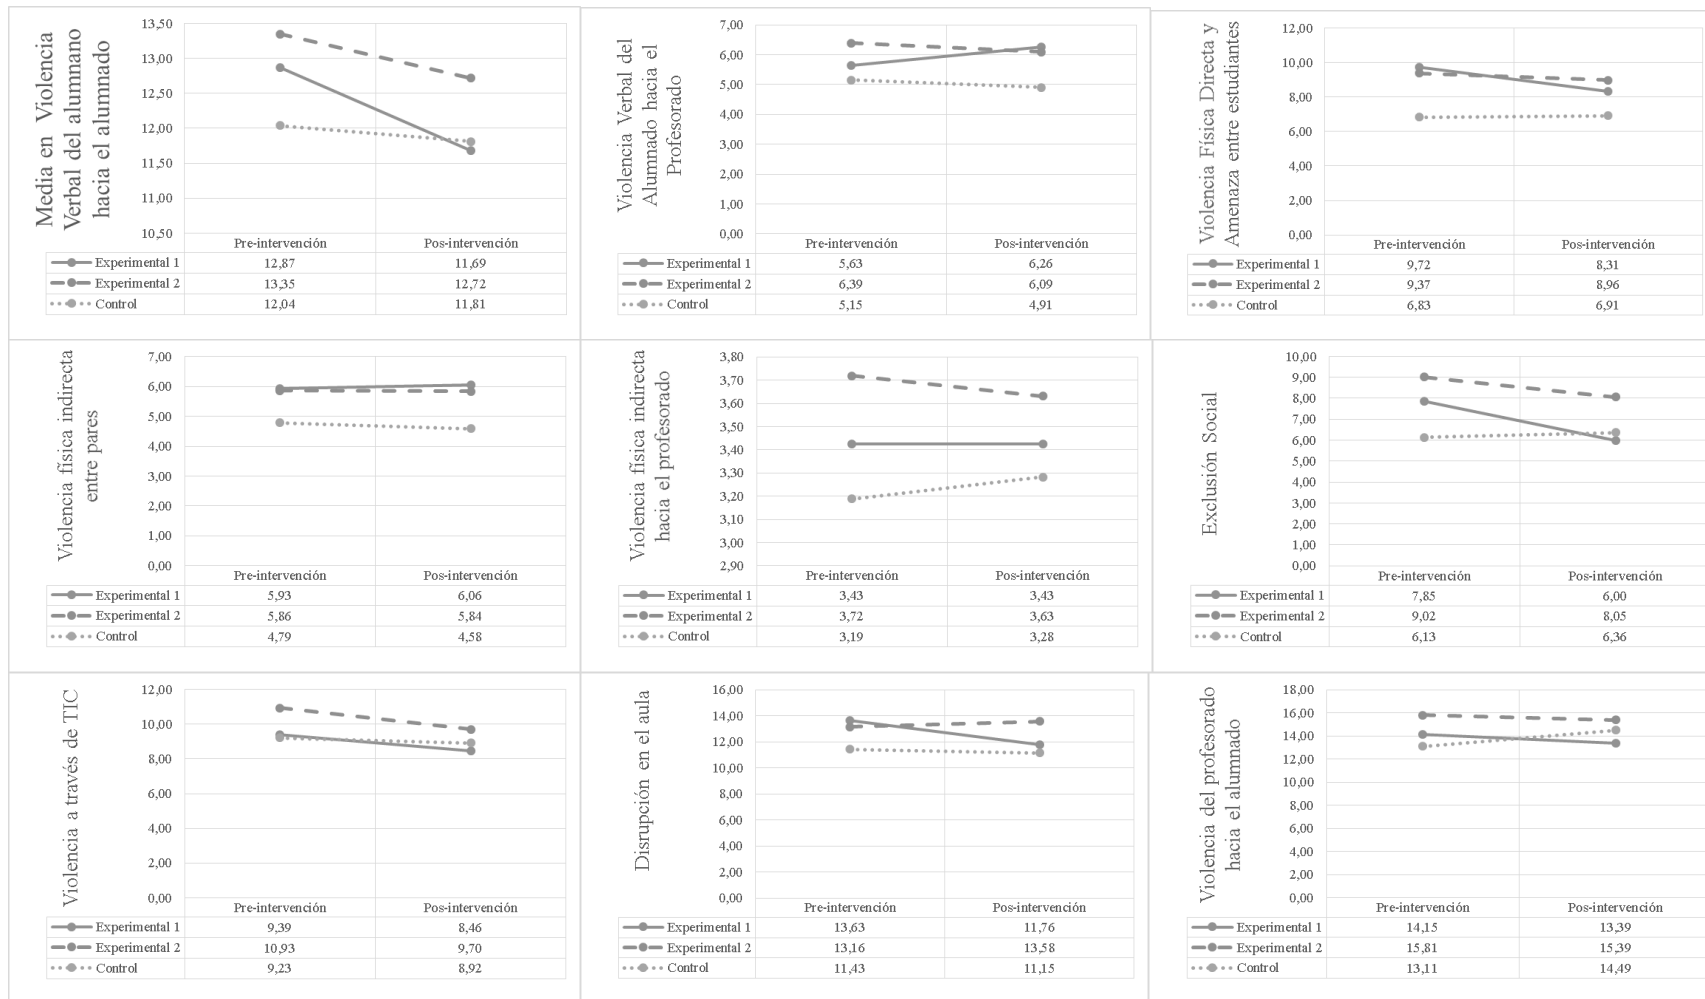 Media en Violencia
Verbal del alumnano
hacia el alumnado
13,50
13,00
12,50
12,00
11,50
11,00
10,50
Pre-intervención Pos-intervención
Experimental 1 12,87 11,69
Experimental 2 13,35 12,72
Control 12,04 11,81
Violencia Verbal del
Alumnado hacia el
Profesorado
7,00
6,00
5,00
4,00
3,00
2,00
1,00
0,00
Pre-intervención Pos-intervención
Experimental 1 5,63 6,26
Experimental 2 6,39 6,09
Control 5,15 4,91
Violencia Física Directa y
Amenaza entre estudiantes
12,00
10,00
8,00
6,00
4,00
2,00
0,00
Pre-intervención Pos-intervención
Experimental 1 9,72 8,31
Experimental 2 9,37 8,96
Control 6,83 6,91
Violencia física indirecta
entre pares
7,00
6,00
5,00
4,00
3,00
2,00
1,00
0,00
Pre-intervención Pos-intervención
Experimental 1 5,93 6,06
Experimental 2 5,86 5,84
Control 4,79 4,58
Violencia física indirecta
hacia el profesorado
3,80
3,70
3,60
3,50
3,40
3,30
3,20
3,10
3,00
2,90
Pre-intervención Pos-intervención
Experimental 1 3,43 3,43
Experimental 2 3,72 3,63
Control 3,19 3,28
Exclusión Social
10,00
9,00
8,00
7,00
6,00
5,00
4,00
3,00
2,00
1,00
0,00
Pre-intervención Pos-intervención
Experimental 1 7,85 6,00
Experimental 2 9,02 8,05
Control 6,13 6,36
Violencia a través de TIC
12,00
10,00
8,00
6,00
4,00
2,00
0,00
Pre-intervención Pos-intervención
Experimental 1 9,39 8,46
Experimental 2 10,93 9,70
Control 9,23 8,92
Disrupción en el aula
16,00
14,00
12,00
10,00
8,00
6,00
4,00
2,00
0,00
Pre-intervención Pos-intervención
Experimental 1 13,63 11,76
Experimental 2 13,16 13,58
Control 11,43 11,15
Violencia del profesorado
hacia el alumnado
18,00
16,00
14,00
12,00
10,00
8,00
6,00
4,00
2,00
0,00
Pre-intervención Pos-intervención
Experimental 1 14,15 13,39
Experimental 2 15,81 15,39
Control 13,11 14,49